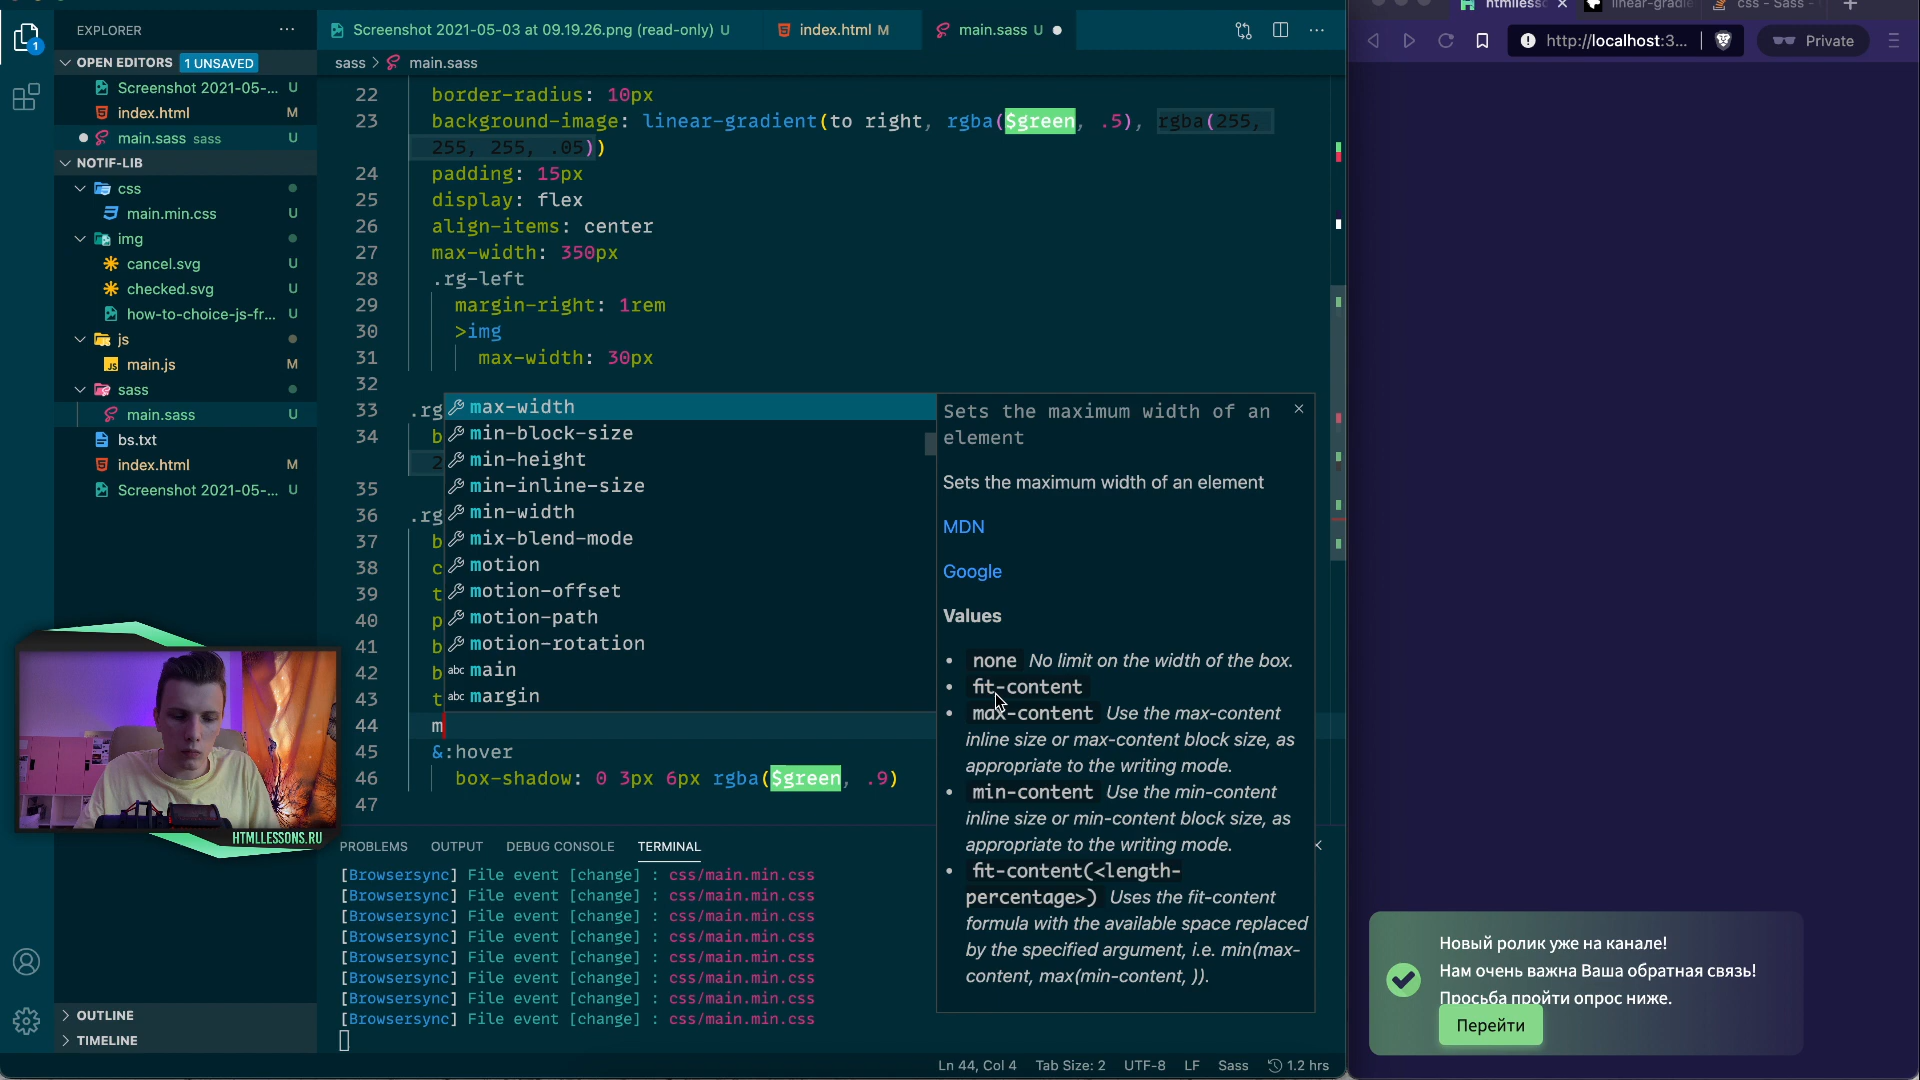 EXPLORER
OPEN EDITORS 1 UNSAVED
Screenshot 2021-05-... U
index.html M
main.sass sass U
NOTIF-LIB
css
main.min.css U
img
cancel.svg U
checked.svg U
how-to-choice-js-fr... U
js
main.js M
sass
main.sass U
bs.txt
index.html M
Screenshot 2021-05-... U
OUTLINE
TIMELINE
1
HTMLLESSONS.RU
Screenshot 2021-05-03 at 09.19.26.png (read-only) U
index.html M
main.sass U
sass > main.sass
22 border-radius: 10px
23 background-image: linear-gradient(to right, rgba($green, .5), rgba(255,
255, 255, .05))
24 padding: 15px
25 display: flex
26 align-items: center
27 max-width: 350px
28 .rg-left
29 margin-right: 1rem
30 >img
31 max-width: 30px
32
33 .rg
34 b
2
35
36 .rg
37 b
38 c
39 t
40 p
41 b
42 b
43 t
44 m
45 &:hover
46 box-shadow: 0 3px 6px rgba($green, .9)
47
max-width
min-block-size
min-height
min-inline-size
min-width
mix-blend-mode
motion
motion-offset
motion-path
motion-rotation
abc main
abc margin
Sets the maximum width of an
element
Sets the maximum width of an element
MDN
Google
Values
• none No limit on the width of the box.
• fit-content
• max-content Use the max-content
inline size or max-content block size, as
appropriate to the writing mode.
• min-content Use the min-content
inline size or min-content block size, as
appropriate to the writing mode.
• fit-content(<length-
percentage>) Uses the fit-content
formula with the available space replaced
by the specified argument, i.e. min(max-
content, max(min-content, )).
PROBLEMS OUTPUT DEBUG CONSOLE TERMINAL
[Browsersync] File event [change] : css/main.min.css
[Browsersync] File event [change] : css/main.min.css
[Browsersync] File event [change] : css/main.min.css
[Browsersync] File event [change] : css/main.min.css
[Browsersync] File event [change] : css/main.min.css
[Browsersync] File event [change] : css/main.min.css
[Browsersync] File event [change] : css/main.min.css
[Browsersync] File event [change] : css/main.min.css
Ln 44, Col 4 Tab Size: 2 UTF-8 LF Sass 1.2 hrs
htmlless
linear-gradie
css - Sass -
http://localhost:3...
Private
Новый ролик уже на канале!
Нам очень важна Ваша обратная связь!
Просьба пройти опрос ниже.
Перейти